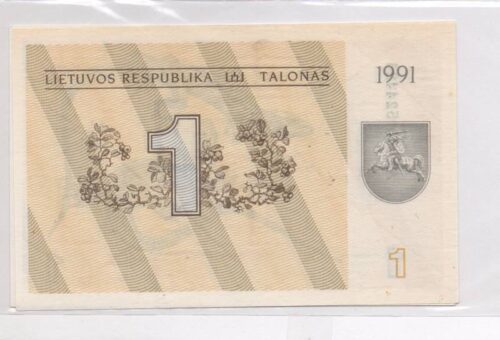 LIETUVOS RESPUBLIKA TALONAS
1991
1
1